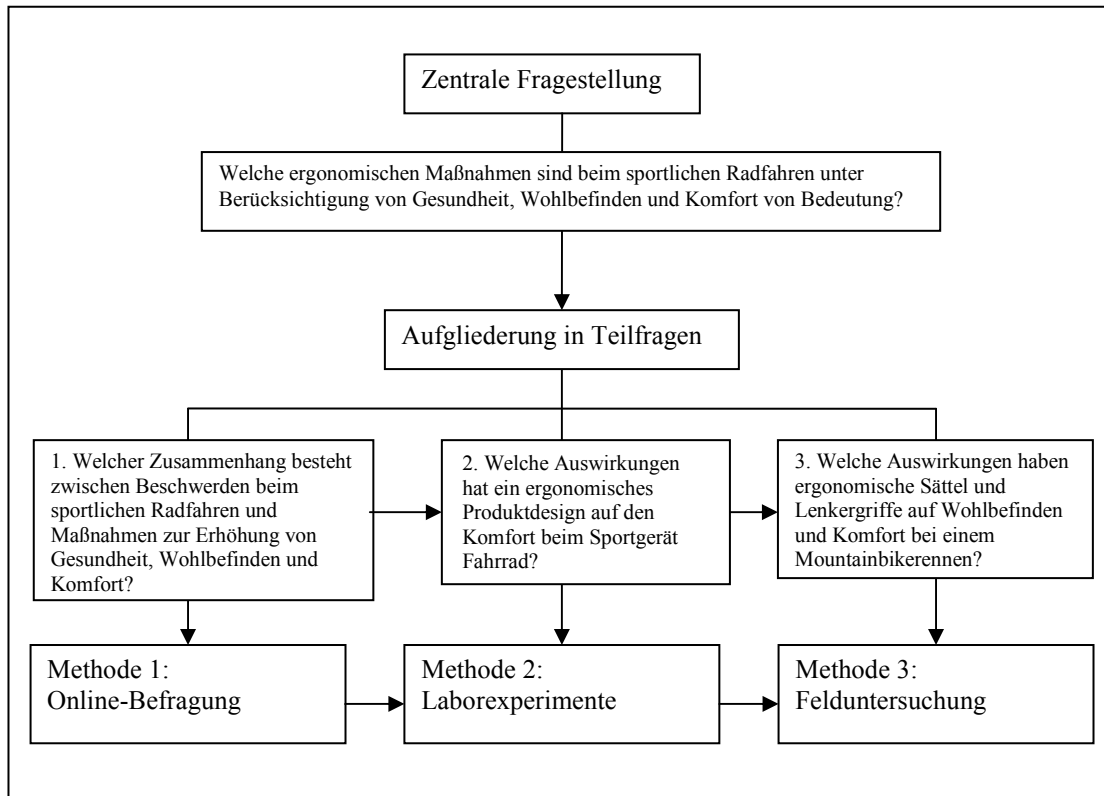 Zentrale Fragestellung
Welche ergonomischen Maßnahmen sind beim sportlichen Radfahren unter
Berücksichtigung von Gesundheit, Wohlbefinden und Komfort von Bedeutung?
Aufgliederung in Teilfragen
1. Welcher Zusammenhang besteht
zwischen Beschwerden beim
sportlichen Radfahren und
Maßnahmen zur Erhöhung von
Gesundheit, Wohlbefinden und
Komfort?
2. Welche Auswirkungen
hat ein ergonomisches
Produktdesign auf den
Komfort beim Sportgerät
Fahrrad?
3. Welche Auswirkungen haben
ergonomische Sättel und
Lenkergriffe auf Wohlbefinden
und Komfort bei einem
Mountainbikerennen?
Methode 1:
Online-Befragung
Methode 2:
Laborexperimente
Methode 3:
Felduntersuchung